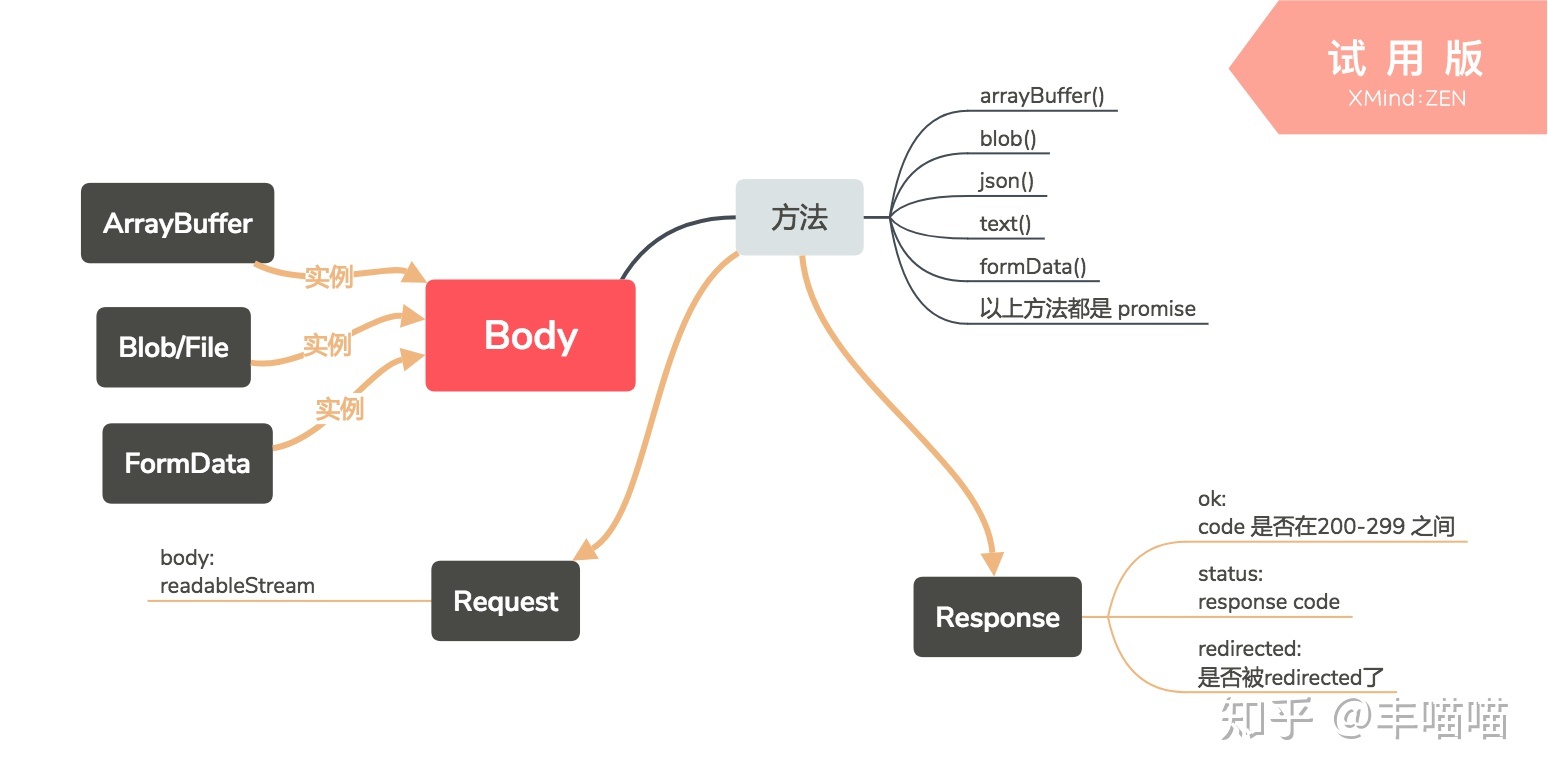 试用版
XMind:ZEN
arrayBuffer()
blob()
json()
text()
formData()
以上方法都是 promise
方法
ArrayBuffer
实例
Blob/File
实例
FormData
实例
Body
body:
readableStream
Request
Response
ok:
code 是否在200-299 之间
status:
response code
redirected:
是否被redirected了
知乎 @丰喵喵